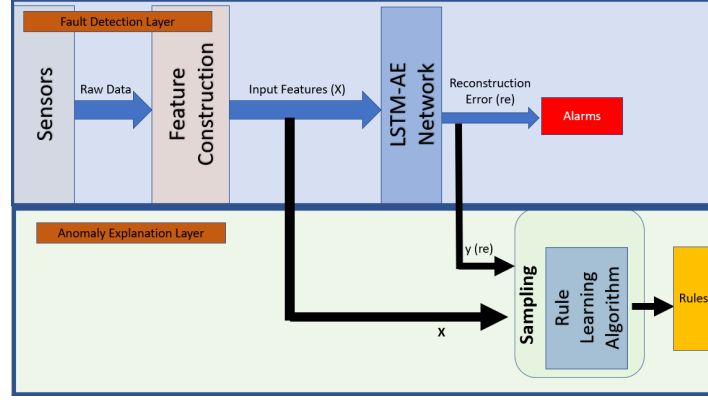 Fault Detection Layer
Sensors
Raw Data
Feature
Construction
Input Features (X)
LSTM-AE
Network
Reconstruction
Error (re)
Alarms
Anomaly Explanation Layer
y (re)
X
Sampling
Rule
Learning
Algorithm
Rules